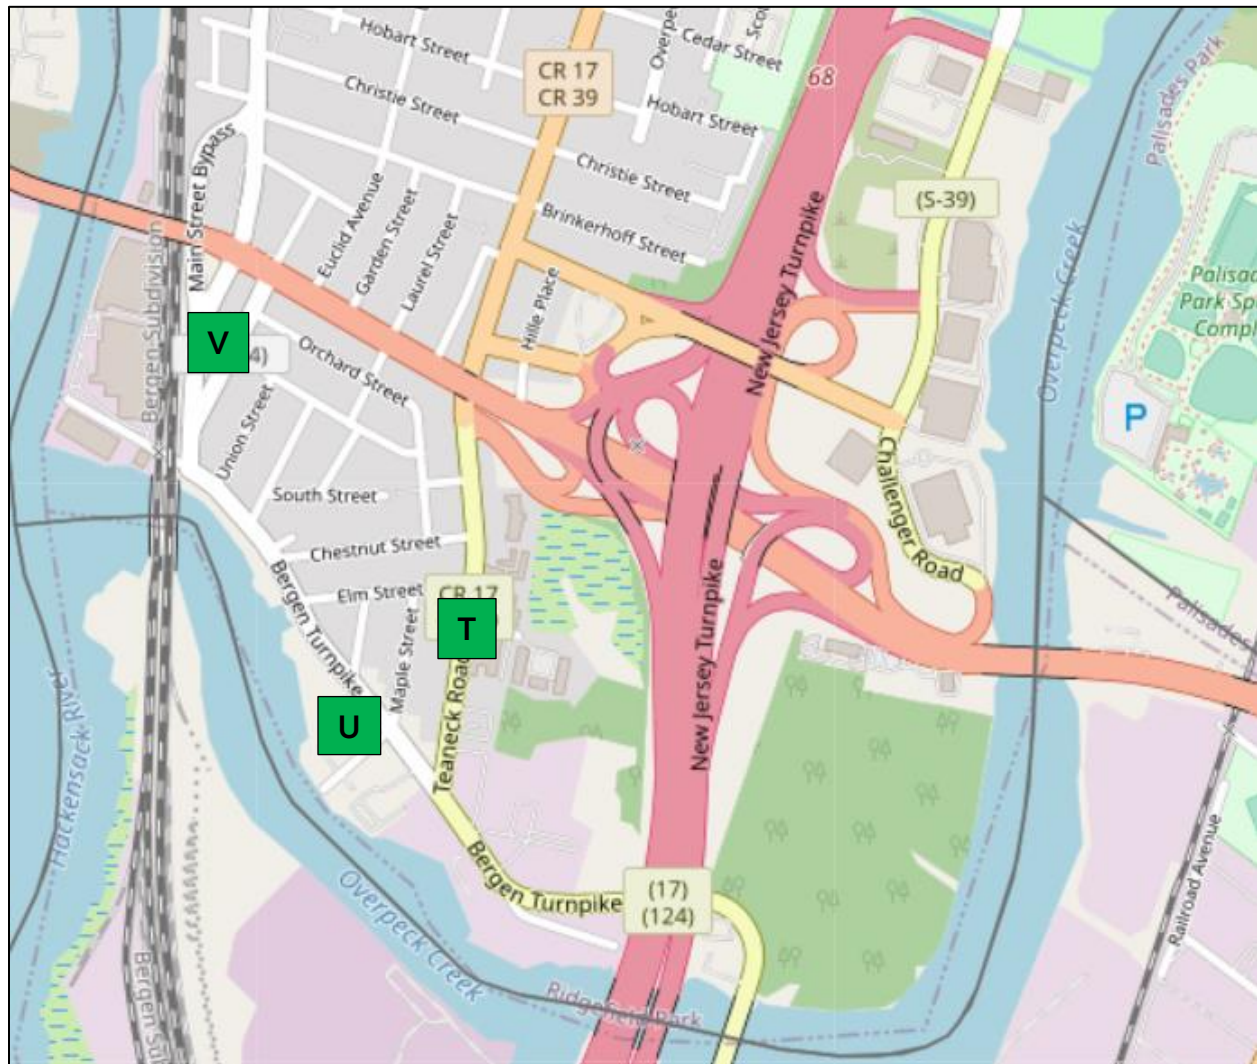 Hobart Street
Cedar Street
CR 17
CR 39
68
Palisades Park
Christie Street
Hobart Street
Main Street Bypass
Christie Street
(S-39)
Euclid Avenue
Garden Street
Laurel Street
Brinkerhoff Street
New Jersey Turnpike
Overpeck Creek
Bergen Subdivision
Hille Place
V
4)
Orchard Street
P
Union Street
Challenger Road
South Street
Chestnut Street
Bergen Turnpike
Elm Street
CR 17
T
Maple Street
Teaneck Road
New Jersey Turnpike
U
Hackensack River
Overpeck Creek
Bergen Turnpike
(17)
(124)
Railroad Avenue
Ridgefield Park